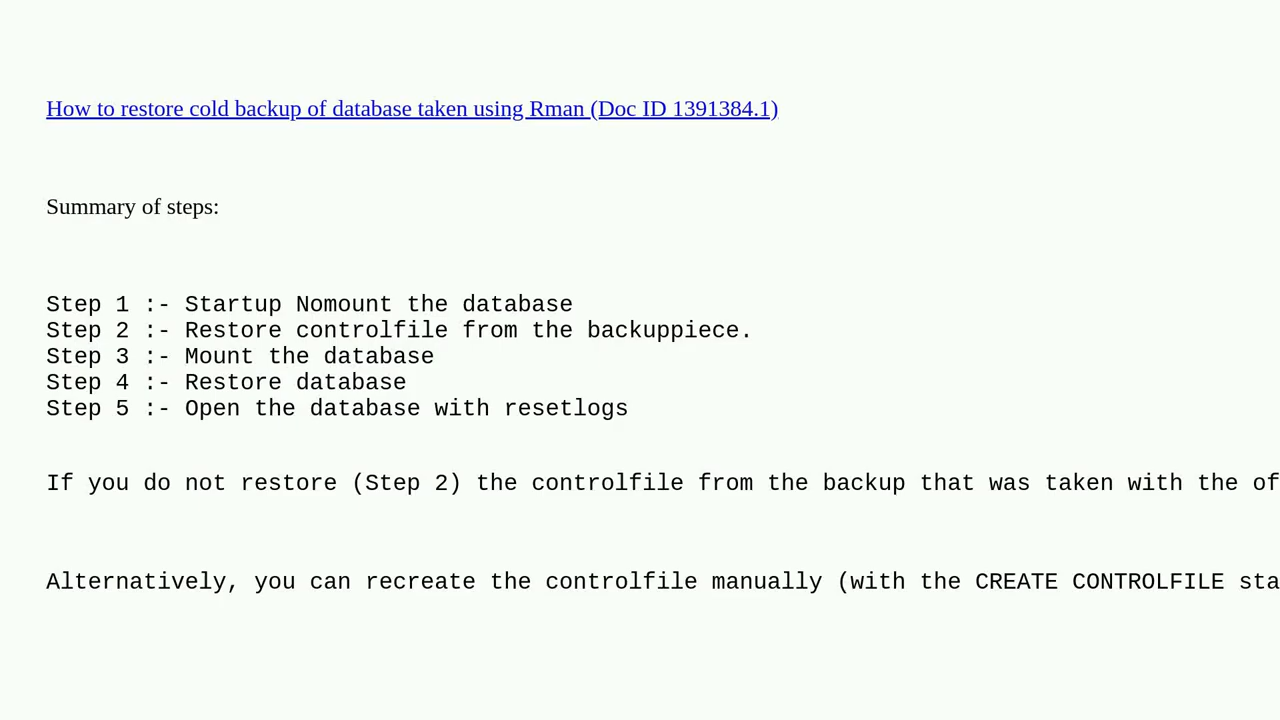 How to restore cold backup of database taken using Rman (Doc ID 1391384.1)
Summary of steps:
Step 1 :- Startup Nomount the database
Step 2 :- Restore controlfile from the backuppiece.
Step 3 :- Mount the database
Step 4 :- Restore database
Step 5 :- Open the database with resetlogs
If you do not restore (Step 2) the controlfile from the backup that was taken with the of
Alternatively, you can recreate the controlfile manually (with the CREATE CONTROLFILE sta